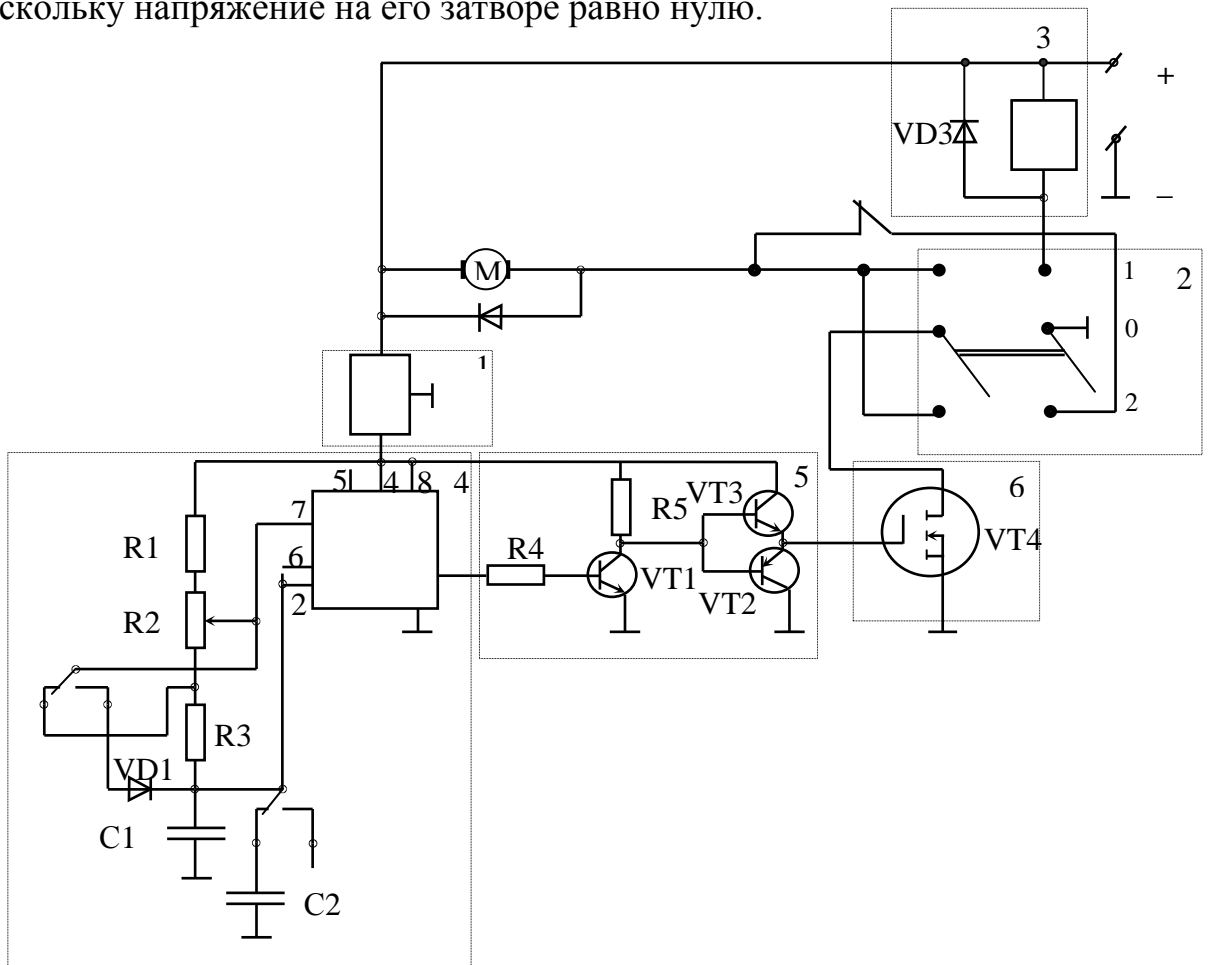 скольку напряжение на его затворе равно нулю.
3
+
VD3
–
M
1
2
0
1
2
5
4
8
4
7
5
6
R5
VT3
R1
6
R4
VT4
VT1
2
VT2
R2
R3
VD1
C1
C2